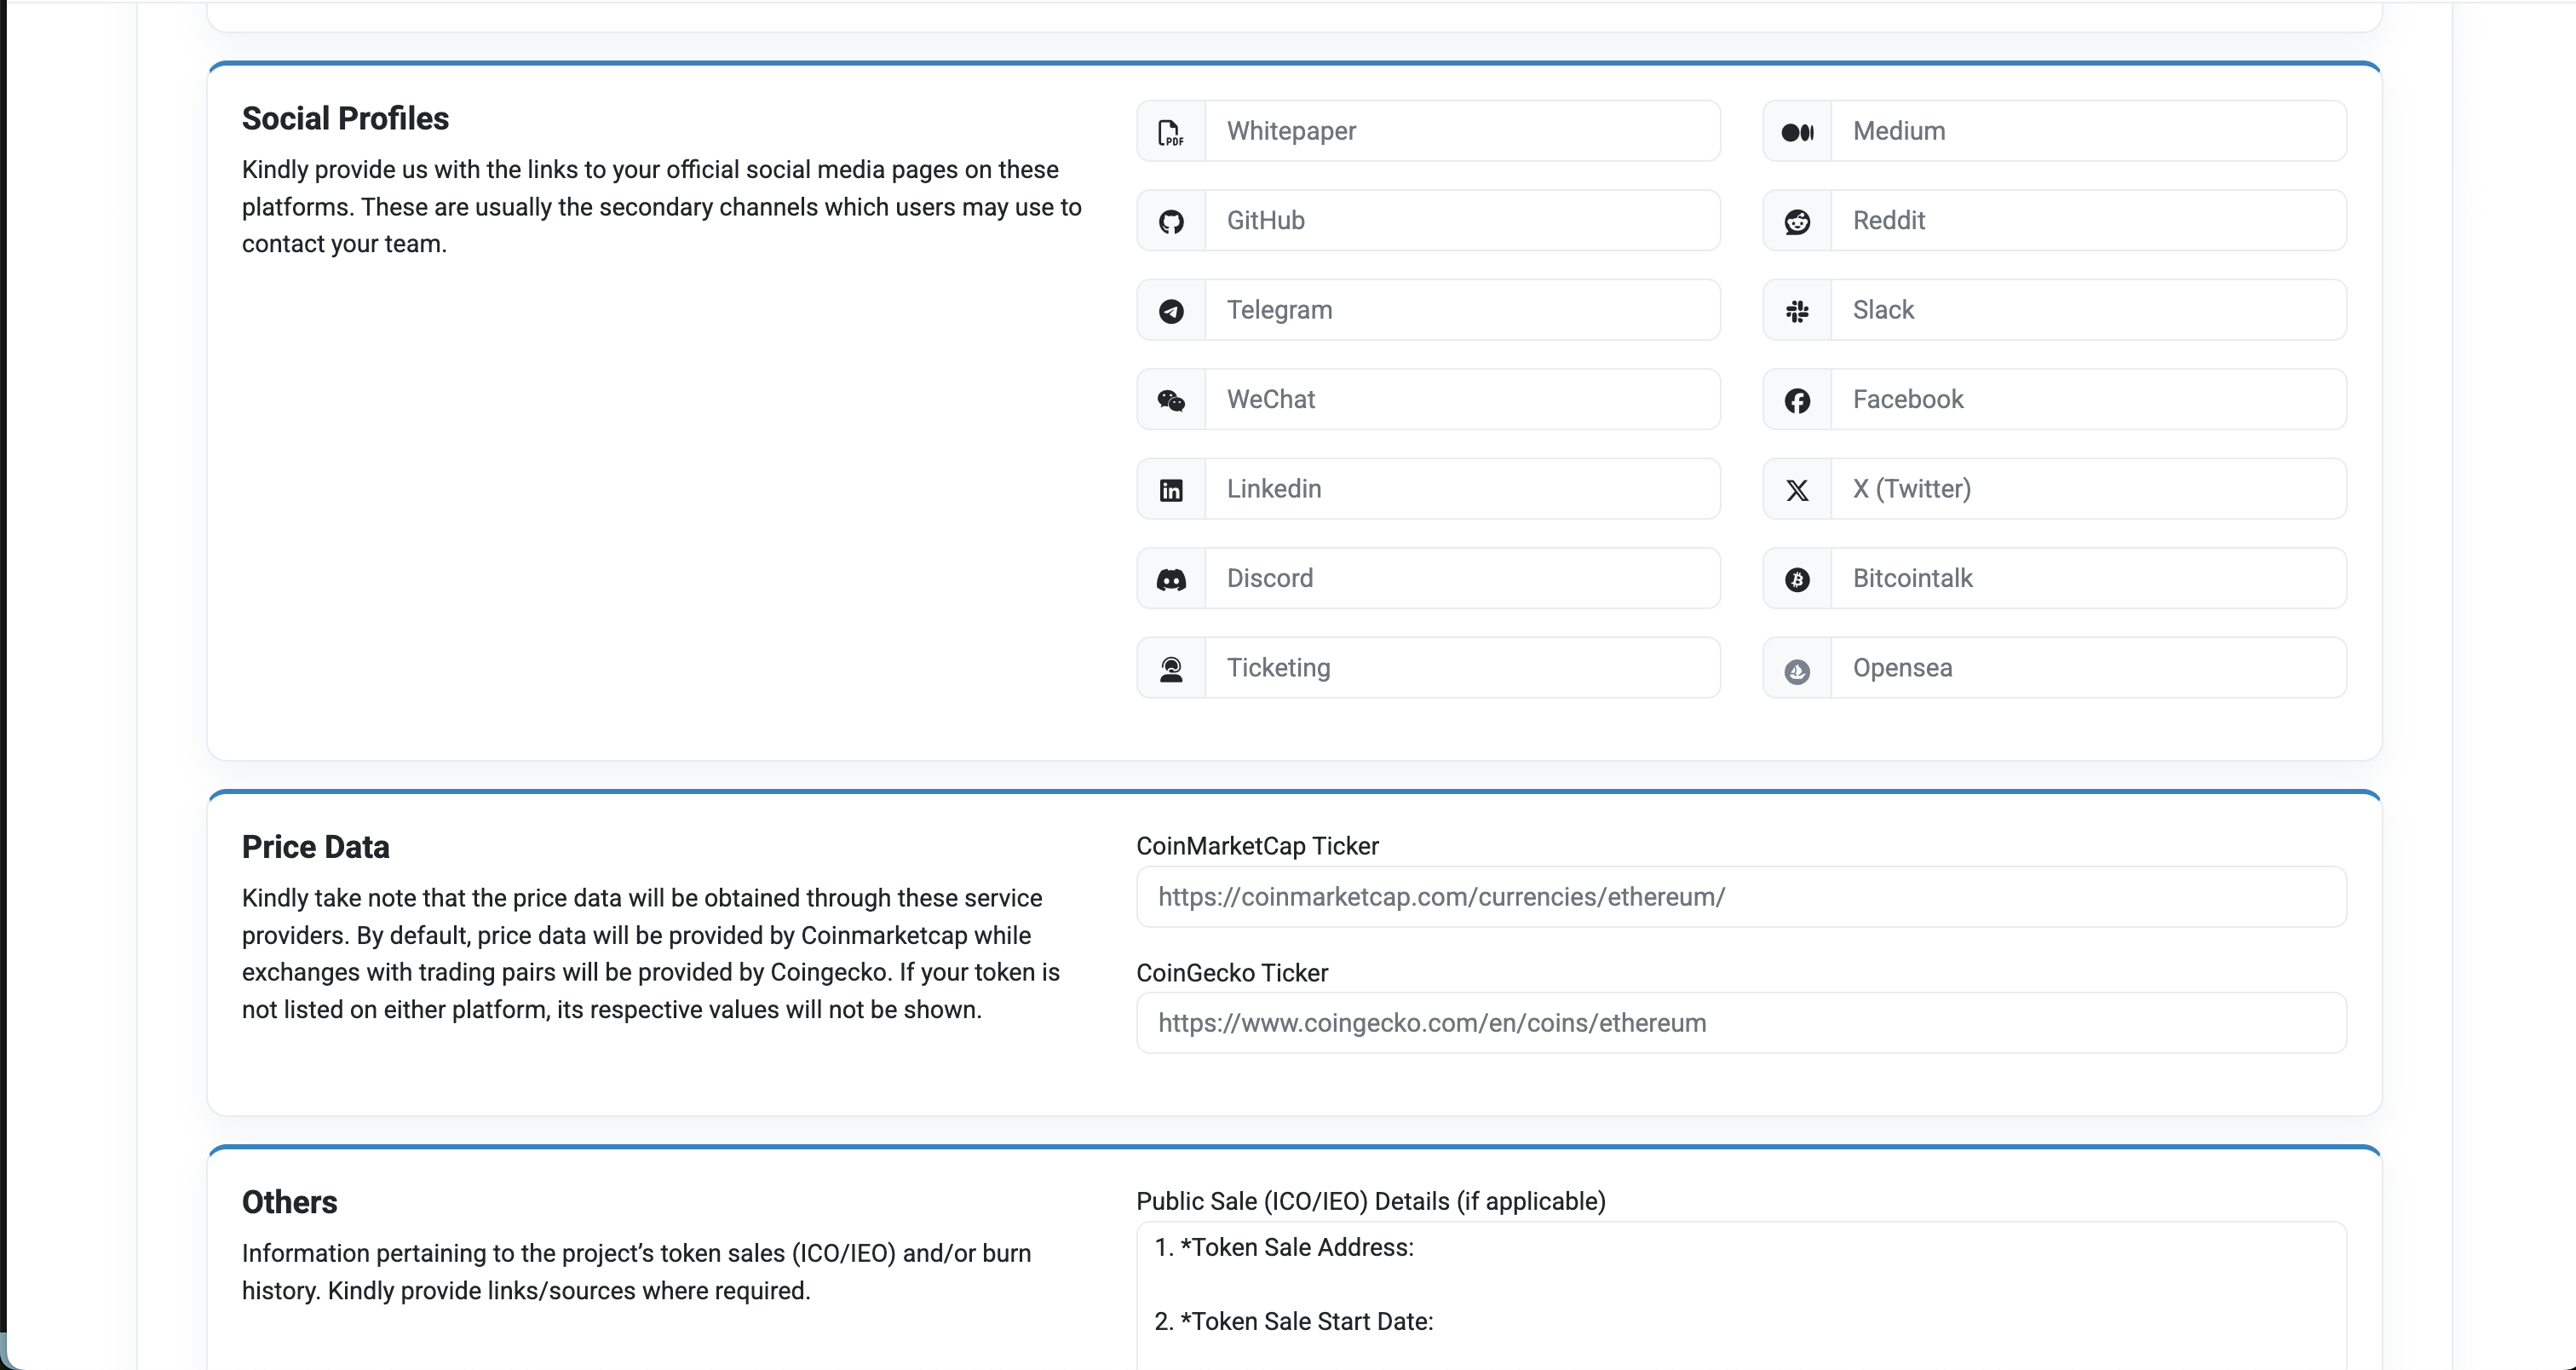 Social Profiles
Kindly provide us with the links to your official social media pages on these
platforms. These are usually the secondary channels which users may use to
contact your team.
PDF
Whitepaper
Medium
GitHub
Reddit
Telegram
Slack
WeChat
Facebook
Linkedin
X (Twitter)
Discord
Bitcointalk
Ticketing
Opensea
Price Data
Kindly take note that the price data will be obtained through these service
providers. By default, price data will be provided by Coinmarketcap while
exchanges with trading pairs will be provided by Coingecko. If your token is
not listed on either platform, its respective values will not be shown.
CoinMarketCap Ticker
https://coinmarketcap.com/currencies/ethereum/
CoinGecko Ticker
https://www.coingecko.com/en/coins/ethereum
Others
Information pertaining to the project’s token sales (ICO/IEO) and/or burn
history. Kindly provide links/sources where required.
Public Sale (ICO/IEO) Details (if applicable)
1. *Token Sale Address:
2. *Token Sale Start Date: